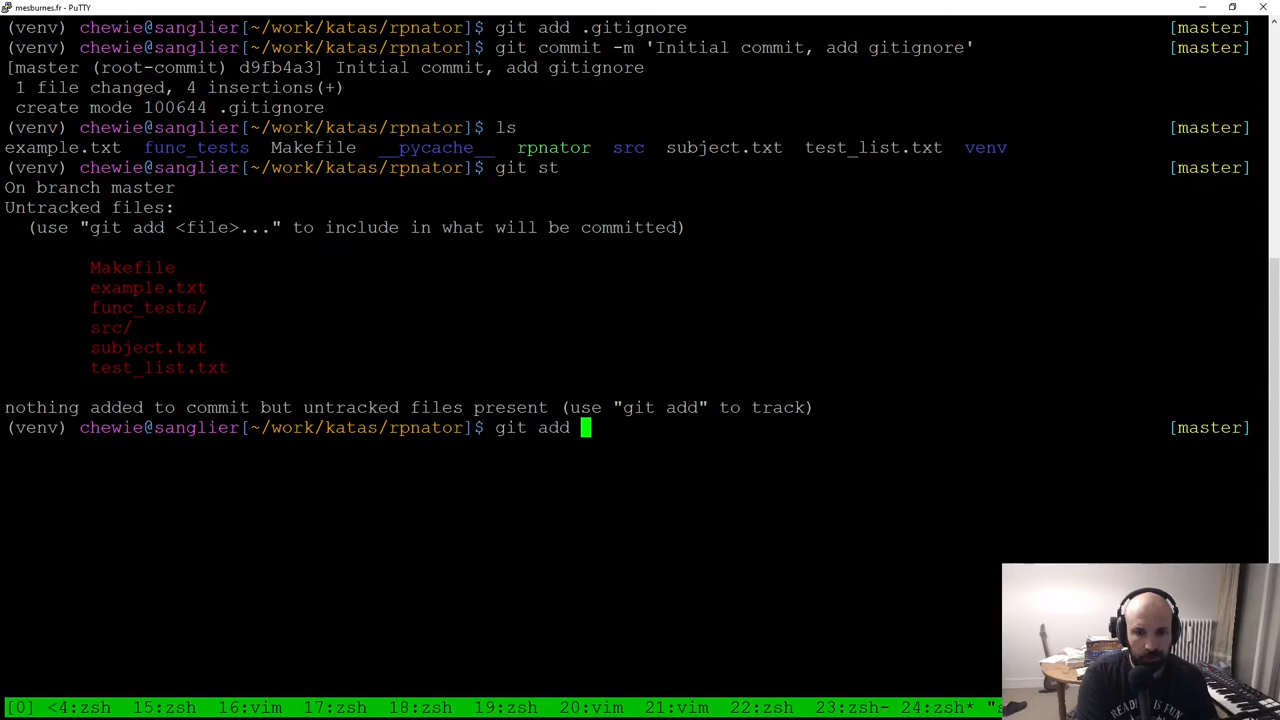 mesburnes.fr - PuTTY
(venv) chewie@sanglier[~/work/katas/rpnator]$ git add .gitignore [master]
(venv) chewie@sanglier[~/work/katas/rpnator]$ git commit -m 'Initial commit, add gitignore' [master]
[master (root-commit) d9fb4a3] Initial commit, add gitignore
1 file changed, 4 insertions(+)
create mode 100644 .gitignore
(venv) chewie@sanglier[~/work/katas/rpnator]$ ls [master]
example.txt func_tests Makefile __pycache__ rpnator src subject.txt test_list.txt venv
(venv) chewie@sanglier[~/work/katas/rpnator]$ git st [master]
On branch master
Untracked files:
(use "git add <file>..." to include in what will be committed)
Makefile
example.txt
func_tests/
src/
subject.txt
test_list.txt
nothing added to commit but untracked files present (use "git add" to track)
(venv) chewie@sanglier[~/work/katas/rpnator]$ git add [master]
[0] <4:zsh 15:zsh 16:vim 17:zsh 18:zsh 19:zsh 20:vim 21:vim 22:zsh 23:zsh- 24:zsh* "s